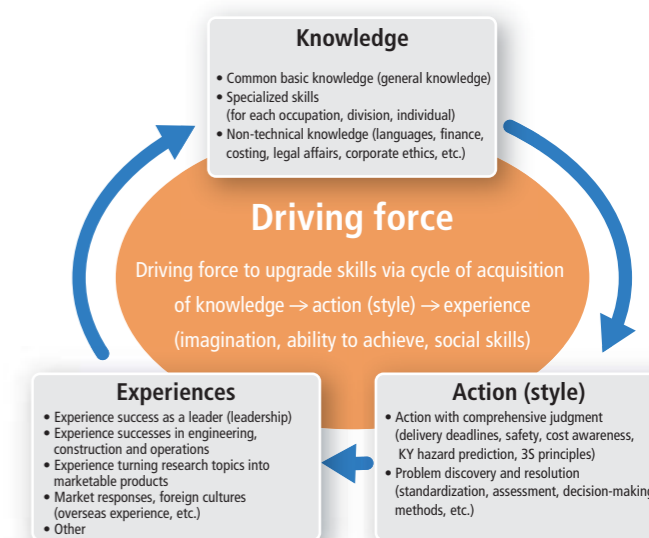 Knowledge
• Common basic knowledge (general knowledge)
• Specialized skills
(for each occupation, division, individual)
• Non-technical knowledge (languages, finance,
costing, legal affairs, corporate ethics, etc.)
Driving force
Driving force to upgrade skills via cycle of acquisition
of knowledge → action (style) → experience
(imagination, ability to achieve, social skills)
Experiences
• Experience success as a leader (leadership)
• Experience successes in engineering,
construction and operations
• Experience turning research topics into
marketable products
• Market responses, foreign cultures
(overseas experience, etc.)
• Other
Action (style)
• Action with comprehensive judgment
(delivery deadlines, safety, cost awareness,
KY hazard prediction, 3S principles)
• Problem discovery and resolution
(standardization, assessment, decision-making
methods, etc.)